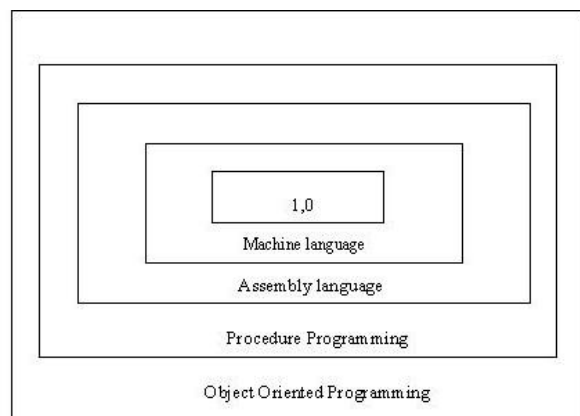 1,0
Machine language
Assembly language
Procedure Programming
Object Oriented Programming